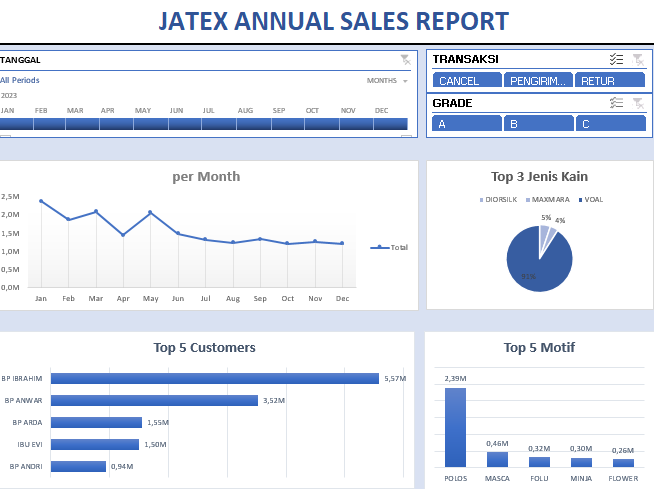 JATEX ANNUAL SALES REPORT
TANGGAL
All Periods
MONTHS
2023
JAN FEB MAR APR MAY JUN JUL AUG SEP OCT NOV DEC
TRANSAKSI
CANCEL PENGIRIM... RETUR
GRADE
A B C
per Month
2,5M
2,0M
1,5M
1,0M
0,5M
0,0M
Jan Feb Mar Apr May Jun Jul Aug Sep Oct Nov Dec
Total
Top 3 Jenis Kain
DIORSILK MAXMARA VOAL
5% 4%
91%
Top 5 Customers
BP IBRAHIM 5,57M
BP ANWAR 3,52M
BP ARDA 1,55M
IBU EVI 1,50M
BP ANDRI 0,94M
Top 5 Motif
2,39M
0,46M 0,32M 0,30M 0,26M
POLOS MASCA FOLU MINJA FLOWER